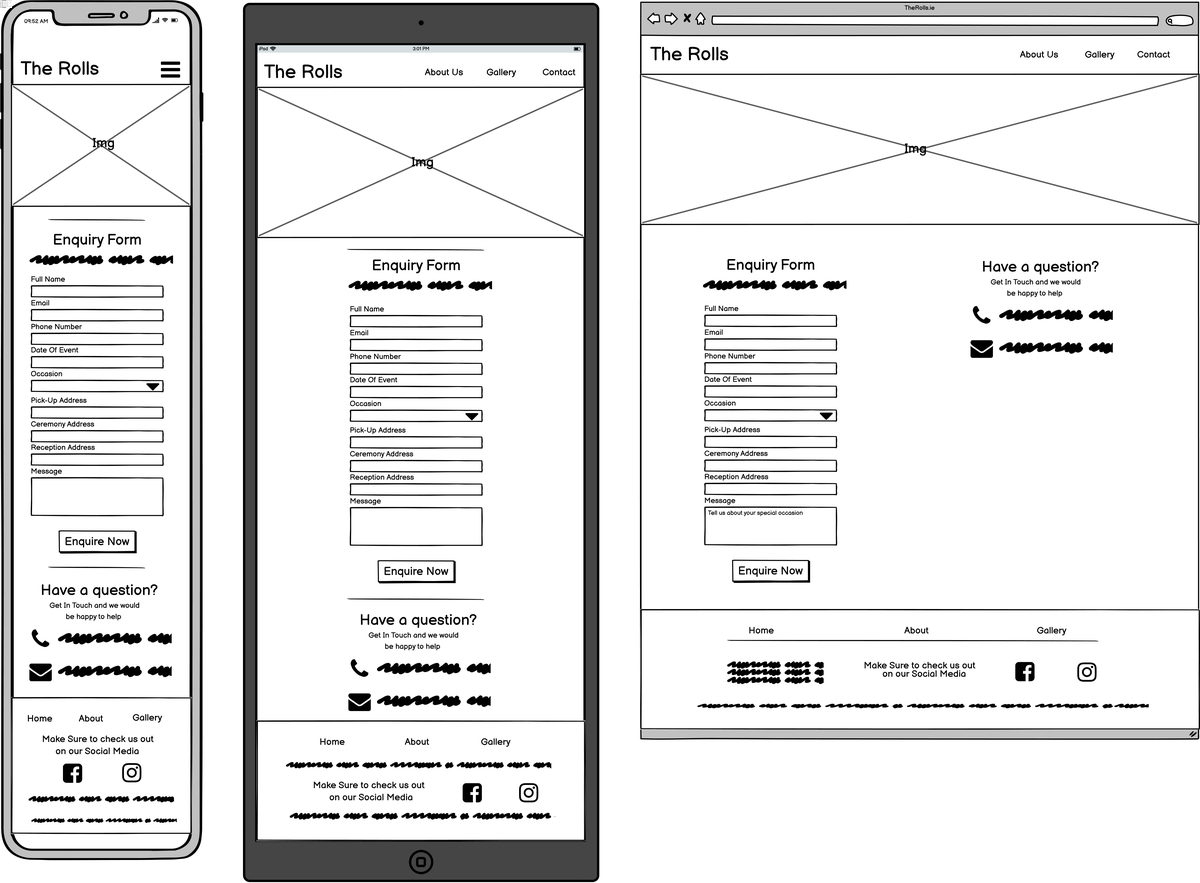 09:52 AM
The Rolls
Img
Enquiry Form
Full Name
Email
Phone Number
Date Of Event
Occasion
Pick-Up Address
Ceremony Address
Reception Address
Message
Enquire Now
Have a question?
Get In Touch and we would
be happy to help
Home About Gallery
Make Sure to check us out
on our Social Media
iPod 3:01 PM
The Rolls About Us Gallery Contact
Img
Enquiry Form
Full Name
Email
Phone Number
Date Of Event
Occasion
Pick-Up Address
Ceremony Address
Reception Address
Message
Enquire Now
Have a question?
Get In Touch and we would
be happy to help
Home About Gallery
Make Sure to check us out
on our Social Media
TheRolls.ie
The Rolls About Us Gallery Contact
Img
Enquiry Form
Full Name
Email
Phone Number
Date Of Event
Occasion
Pick-Up Address
Ceremony Address
Reception Address
Message
Tell us about your special occasion
Enquire Now
Have a question?
Get In Touch and we would
be happy to help
Home About Gallery
Make Sure to check us out
on our Social Media